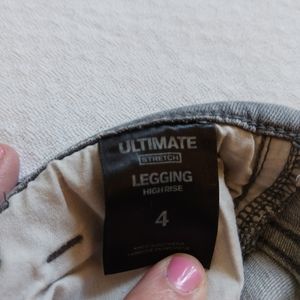 ULTIMATE
STRETCH
LEGGING
HIGH RISE
4